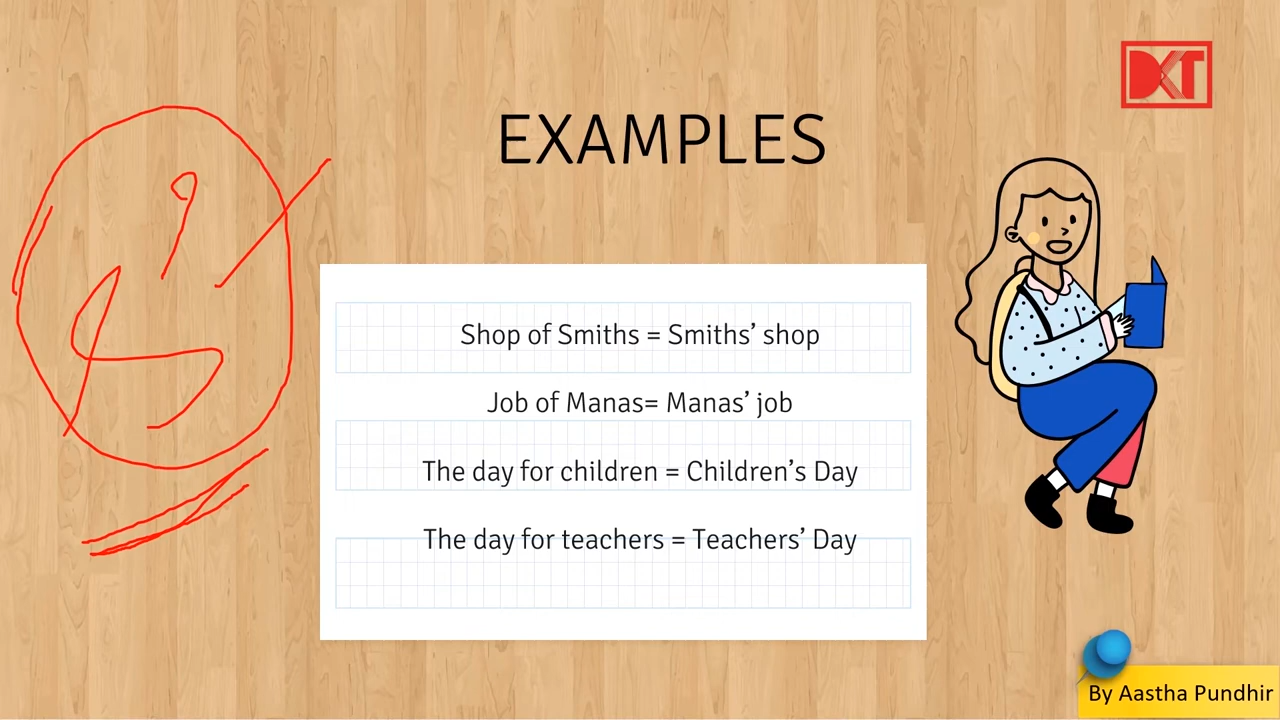 DKT
EXAMPLES
Shop of Smiths = Smiths’ shop
Job of Manas= Manas’ job
The day for children = Children’s Day
The day for teachers = Teachers’ Day
By Aastha Pundhir